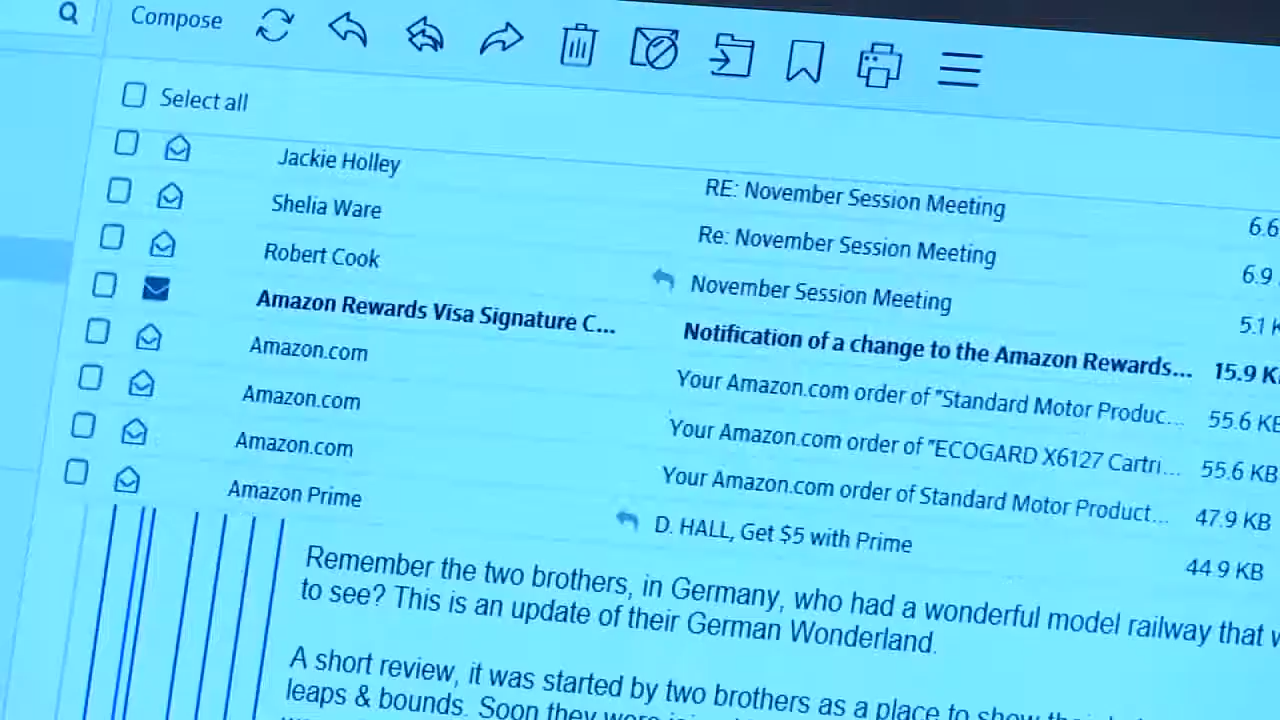 Compose
Select all
Jackie Holley RE: November Session Meeting 6.6
Shelia Ware Re: November Session Meeting 6.9
Robert Cook November Session Meeting 5.1 K
Amazon Rewards Visa Signature C... Notification of a change to the Amazon Rewards... 15.9 K
Amazon.com Your Amazon.com order of "Standard Motor Produc... 55.6 KB
Amazon.com Your Amazon.com order of "ECOGARD X6127 Cartri... 55.6 KB
Amazon.com Your Amazon.com order of Standard Motor Product... 47.9 KB
Amazon Prime D. HALL, Get $5 with Prime 44.9 KB
Remember the two brothers, in Germany, who had a wonderful model railway that
to see? This is an update of their German Wonderland.
A short review, it was started by two brothers as a place to show their
leaps & bounds. Soon they were